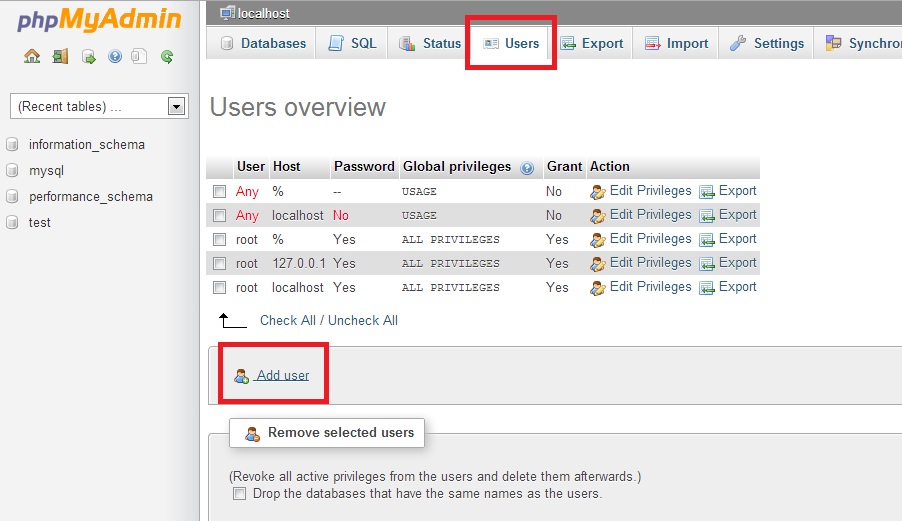 phpMyAdmin
(Recent tables) ...
information_schema
mysql
performance_schema
test
localhost
Databases SQL Status Users Export Import Settings Synchron
Users overview
User Host Password Global privileges Grant Action
Any % -- USAGE No Edit Privileges Export
Any localhost No USAGE No Edit Privileges Export
root % Yes ALL PRIVILEGES Yes Edit Privileges Export
root 127.0.0.1 Yes ALL PRIVILEGES Yes Edit Privileges Export
root localhost Yes ALL PRIVILEGES Yes Edit Privileges Export
Check All / Uncheck All
Add user
Remove selected users
(Revoke all active privileges from the users and delete them afterwards.)
Drop the databases that have the same names as the users.